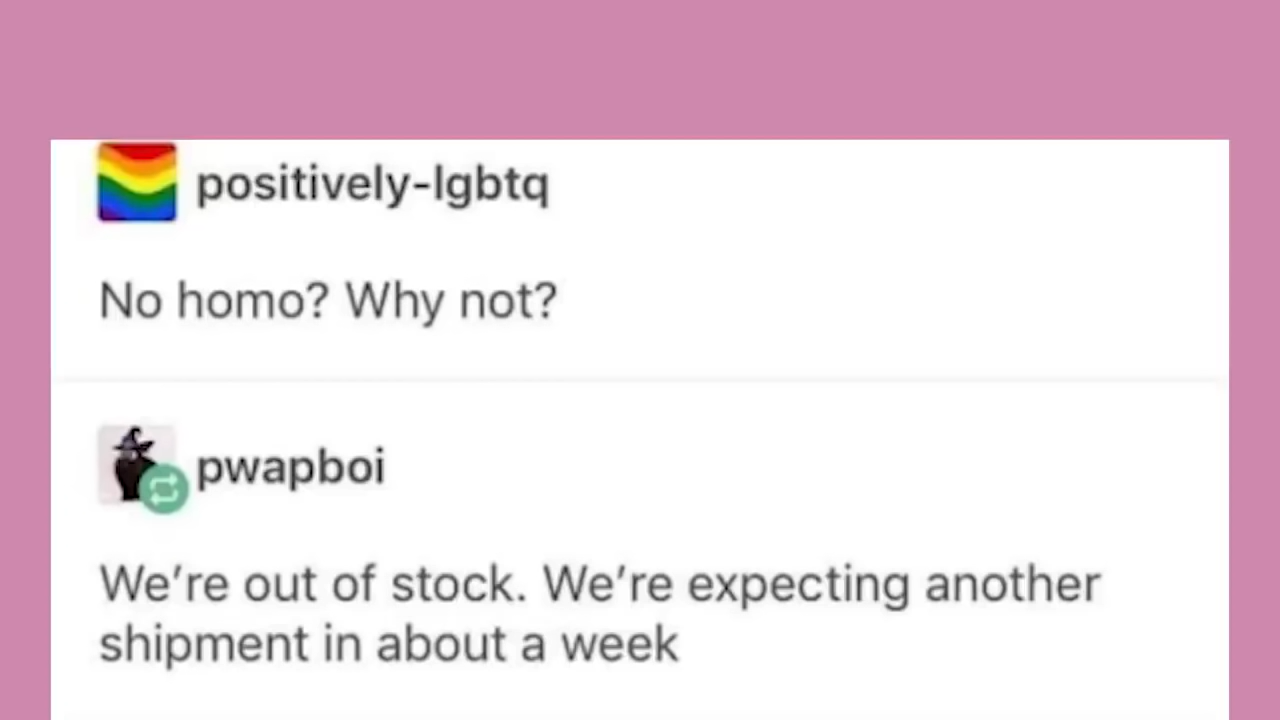 positively-lgbtq
No homo? Why not?
pwapboi
We’re out of stock. We’re expecting another
shipment in about a week